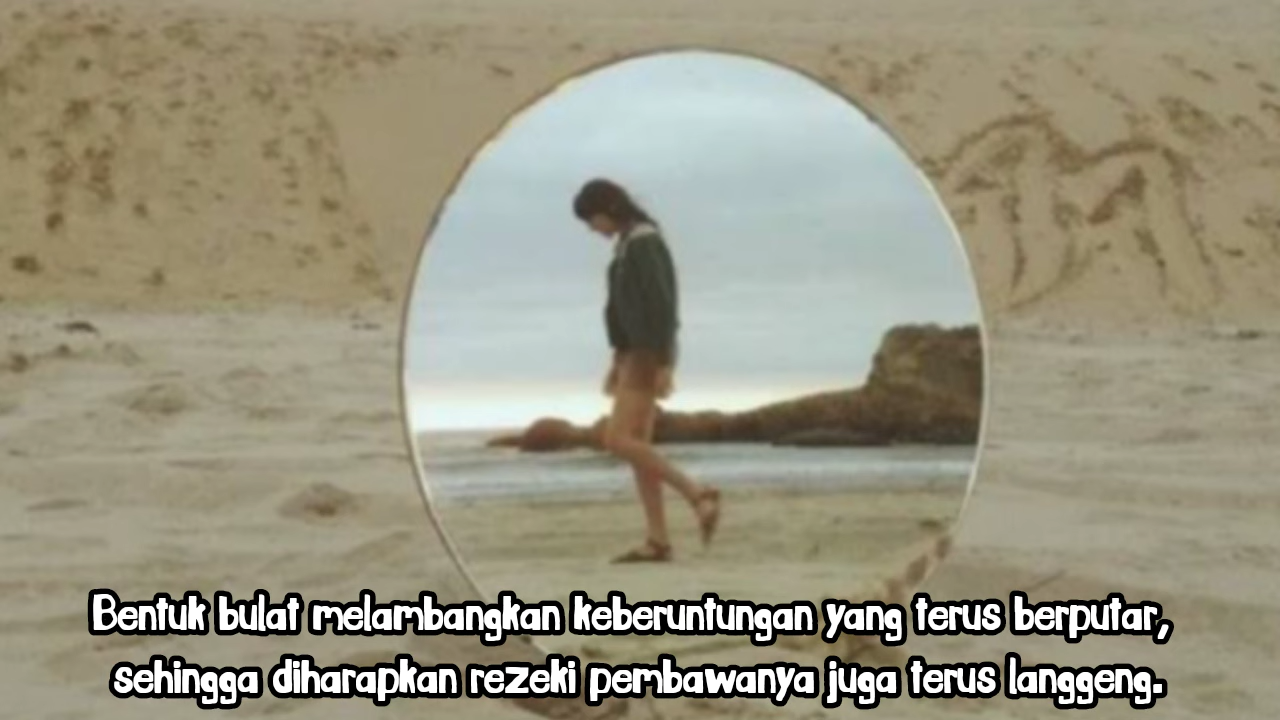 Bentuk bulat melambangkan keberuntungan yang terus berputar,
sehingga diharapkan rezeki pembawanya juga terus langgeng.